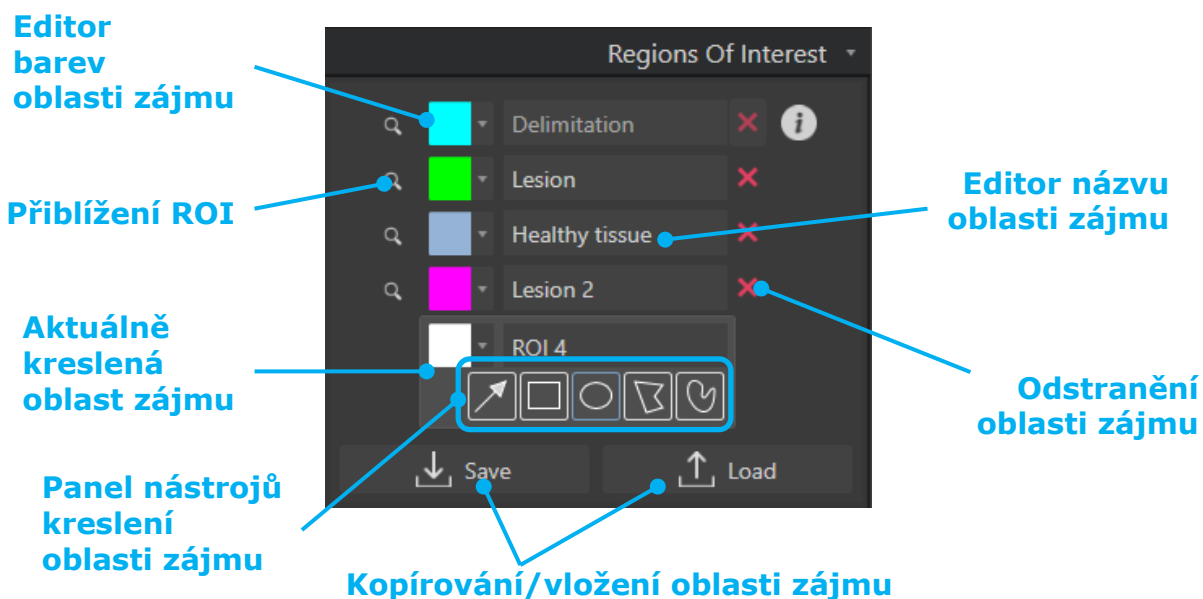 Editor
barev
oblasti zájmu
Regions Of Interest
Delimitation
i
Lesion
Přiblížení ROI
Editor názvu
oblasti zájmu
Healthy tissue
Lesion 2
Aktuálně
kreslená
oblast zájmu
ROI 4
Odstranění
oblasti zájmu
Save
Load
Panel nástrojů
kreslení
oblasti zájmu
Kopírování/vložení oblasti zájmu